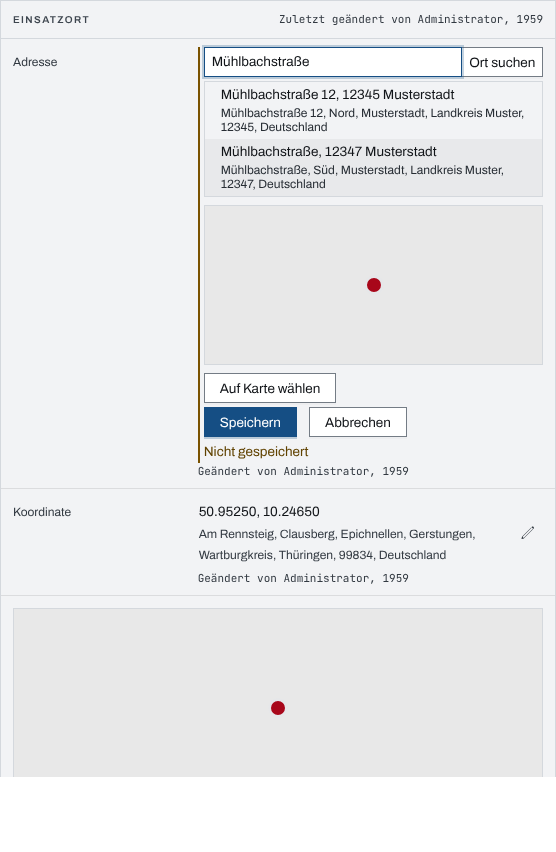 EINSATZORT
Zuletzt geändert von Administrator, 1959
Adresse
Mühlbachstraße
Ort suchen
Mühlbachstraße 12, 12345 Musterstadt
Mühlbachstraße 12, Nord, Musterstadt, Landkreis Muster,
12345, Deutschland
Mühlbachstraße, 12347 Musterstadt
Mühlbachstraße, Süd, Musterstadt, Landkreis Muster,
12347, Deutschland
Auf Karte wählen
Speichern
Abbrechen
Nicht gespeichert
Geändert von Administrator, 1959
Koordinate
50.95250, 10.24650
Am Rennsteig, Clausberg, Epichnellen, Gerstungen,
Wartburgkreis, Thüringen, 99834, Deutschland
Geändert von Administrator, 1959